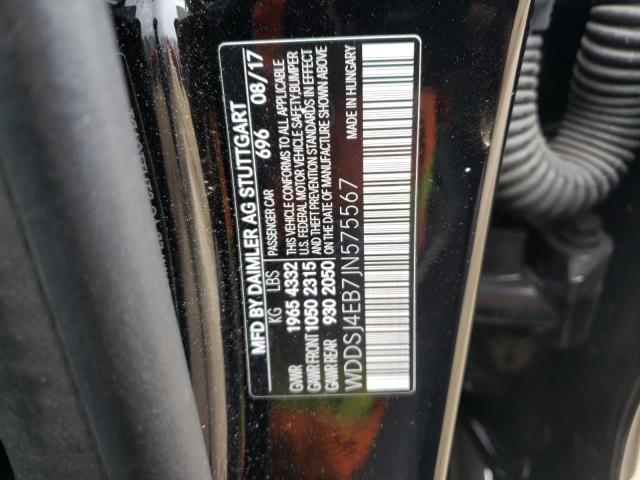 MFD BY DAIMLER AG STUTTGART
696 08/17
KG LBS PASSENGER CAR
GVWR 1965 4332 THIS VEHICLE CONFORMS TO ALL APPLICABLE
GAWR FRONT 1050 2315 U.S. FEDERAL MOTOR VEHICLE SAFETY, BUMPER
GAWR REAR 930 2050 AND THEFT PREVENTION STANDARDS IN EFFECT
ON THE DATE OF MANUFACTURE SHOWN ABOVE
WDDSJ4EB7JN575567
MADE IN HUNGARY